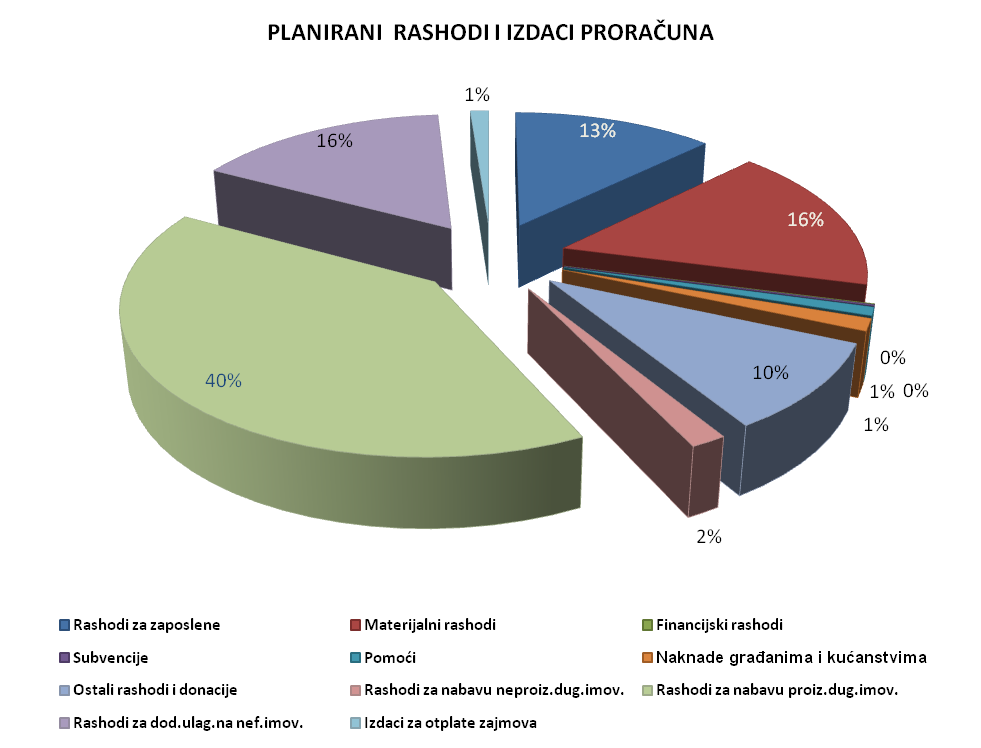 PLANIRANI RASHODI I IZDACI PRORAČUNA
1%
13%
16%
16%
0%
40%
10%
1% 0%
1%
2%
Rashodi za zaposlene
Materijalni rashodi
Financijski rashodi
Subvencije
Pomoći
Naknade građanima i kućanstvima
Ostali rashodi i donacije
Rashodi za nabavu neproiz.dug.imov.
Rashodi za nabavu proiz.dug.imov.
Rashodi za dod.ulag.na nef.imov.
Izdaci za otplate zajmova